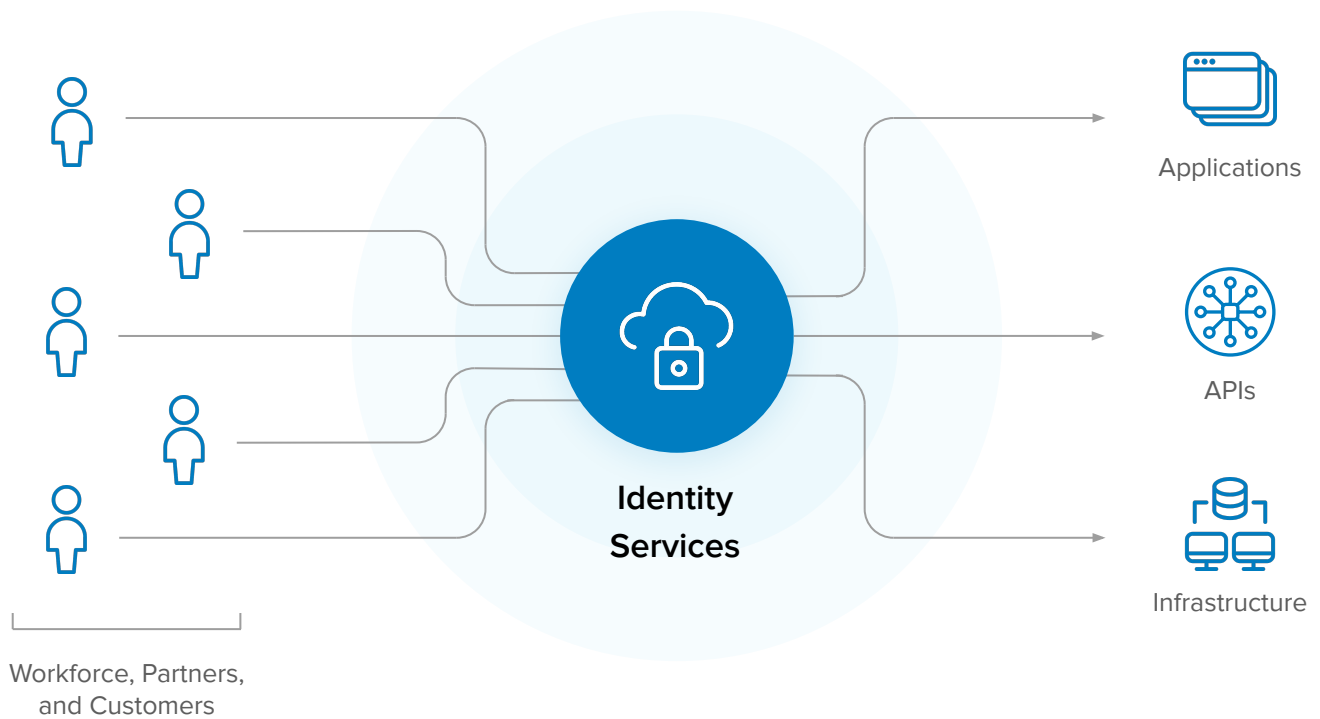 Applications
APIs
Identity
Services
Infrastructure
Workforce, Partners,
and Customers